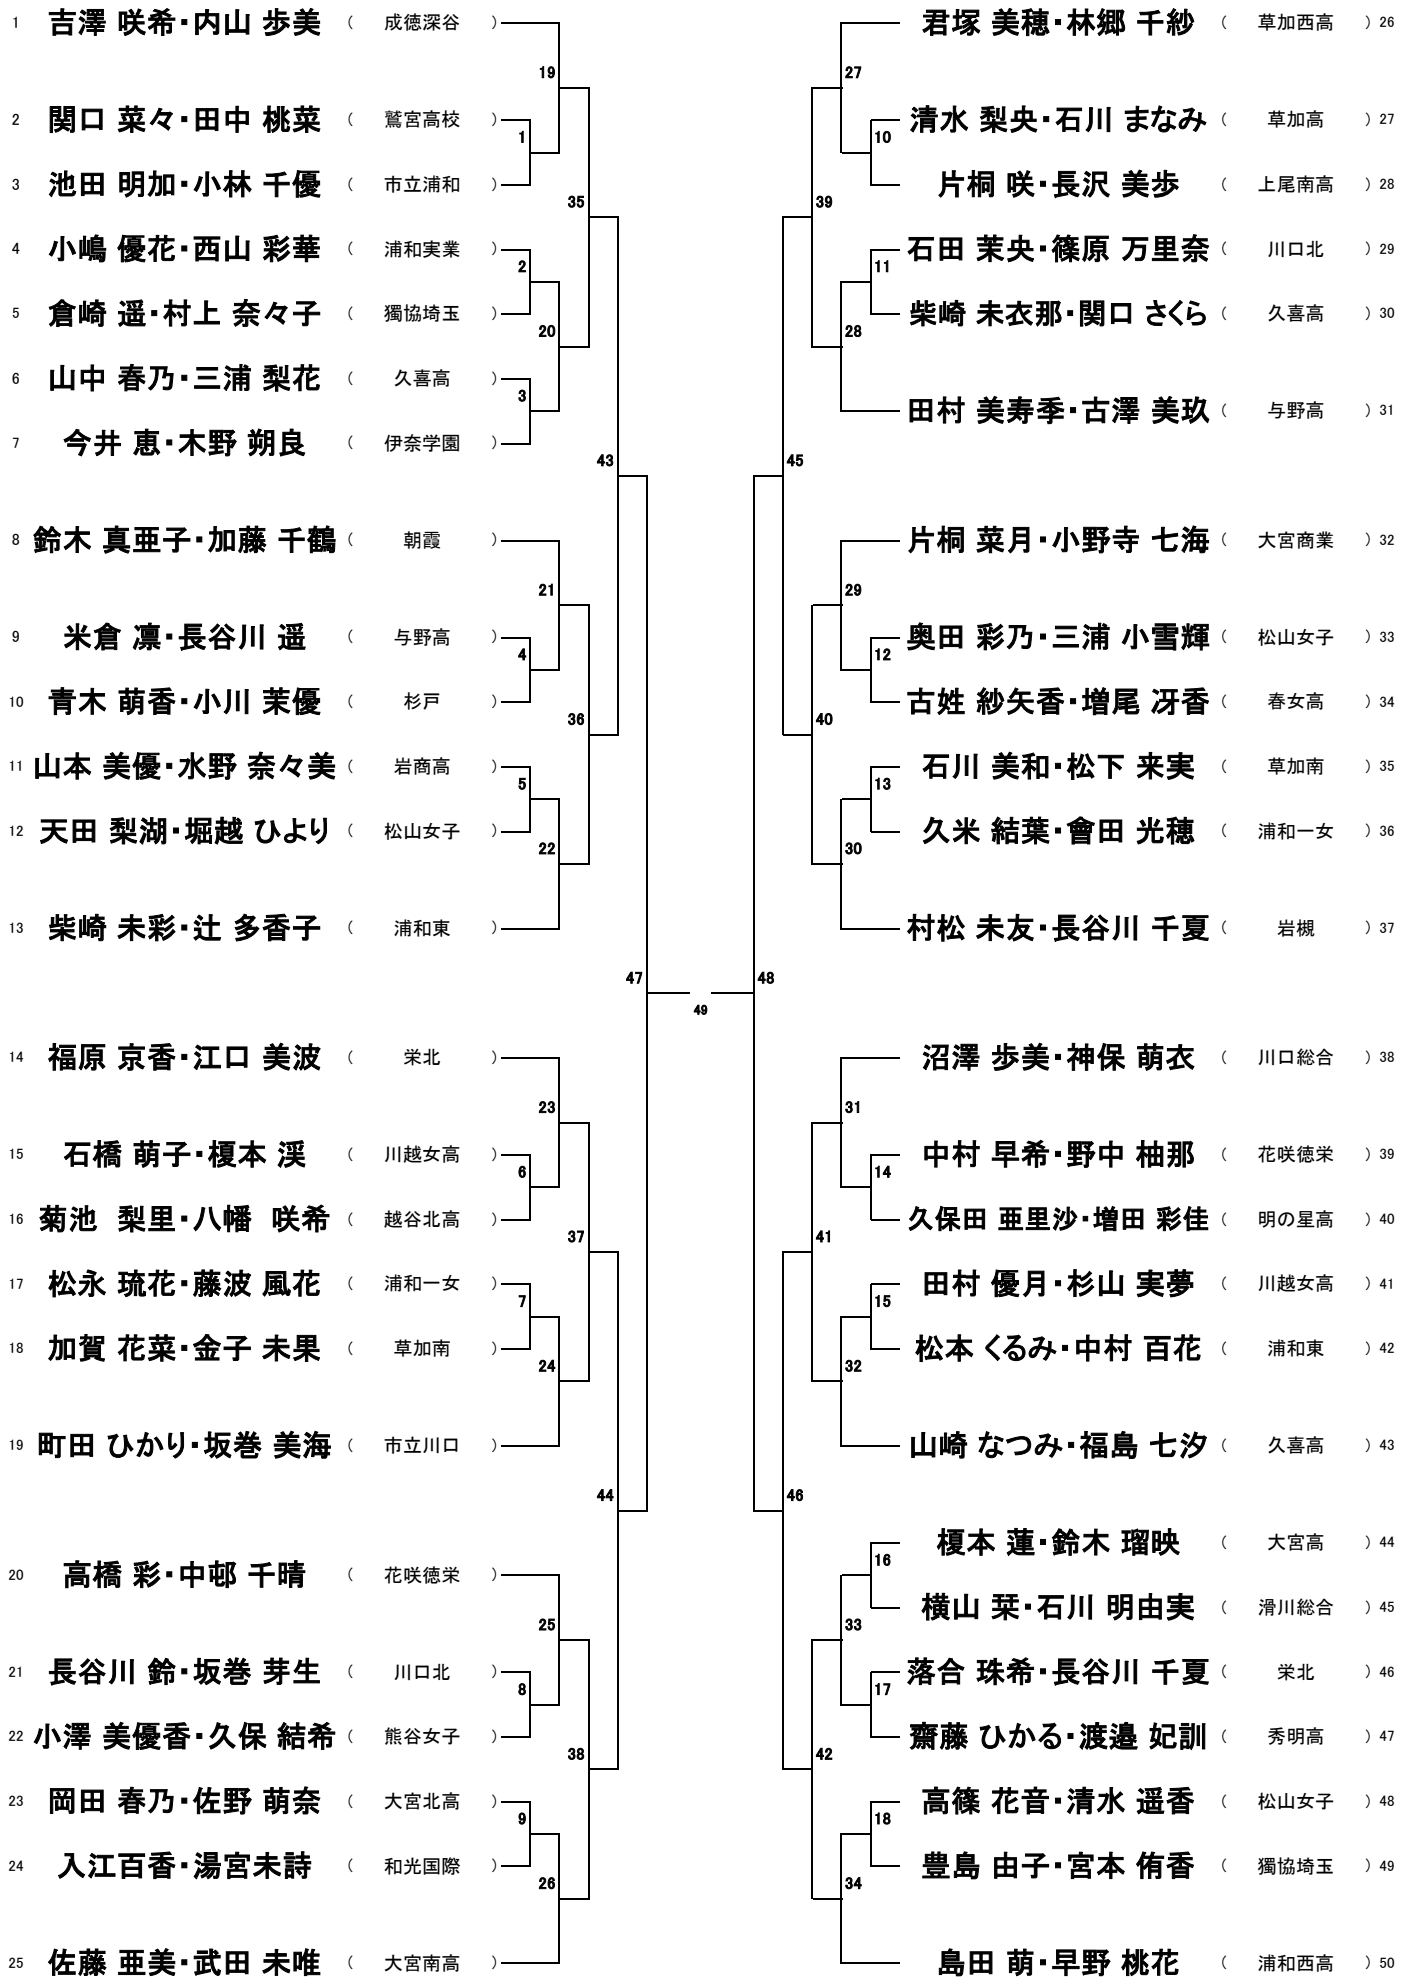 1 吉澤 咲希・内山 歩美 （ 成徳深谷 ）
19
2 関口 菜々・田中 桃菜 （ 鷲宮高校 ）
1
3 池田 明加・小林 千優 （ 市立浦和 ）
35
4 小嶋 優花・西山 彩華 （ 浦和実業 ）
2
5 倉崎 遥・村上 奈々子 （ 獨協埼玉 ）
20
6 山中 春乃・三浦 梨花 （ 久喜高 ）
3
7 今井 恵・木野 朔良 （ 伊奈学園 ）
43
8 鈴木 真亜子・加藤 千鶴 （ 朝霞 ）
21
9 米倉 凛・長谷川 遥 （ 与野高 ）
4
10 青木 萌香・小川 茉優 （ 杉戸 ）
36
11 山本 美優・水野 奈々美 （ 岩商高 ）
5
12 天田 梨湖・堀越 ひより （ 松山女子 ）
22
13 柴崎 未彩・辻 多香子 （ 浦和東 ）
47
14 福原 京香・江口 美波 （ 栄北 ）
23
15 石橋 萌子・榎本 渓 （ 川越女高 ）
6
16 菊池 梨里・八幡 咲希 （ 越谷北高 ）
37
17 松永 琉花・藤波 風花 （ 浦和一女 ）
7
18 加賀 花菜・金子 未果 （ 草加南 ）
24
19 町田 ひかり・坂巻 美海 （ 市立川口 ）
44
20 高橋 彩・中邨 千晴 （ 花咲徳栄 ）
25
21 長谷川 鈴・坂巻 芽生 （ 川口北 ）
8
22 小澤 美優香・久保 結希 （ 熊谷女子 ）
38
23 岡田 春乃・佐野 萌奈 （ 大宮北高 ）
9
24 入江百香・湯宮未詩 （ 和光国際 ）
26
25 佐藤 亜美・武田 未唯 （ 大宮南高 ）
49
君塚 美穂・林郷 千紗 （ 草加西高 ） 26
27
清水 梨央・石川 まなみ （ 草加高 ） 27
10
片桐 咲・長沢 美歩 （ 上尾南高 ） 28
39
石田 茉央・篠原 万里奈 （ 川口北 ） 29
11
柴崎 未衣那・関口 さくら （ 久喜高 ） 30
28
田村 美寿季・古澤 美玖 （ 与野高 ） 31
45
片桐 菜月・小野寺 七海 （ 大宮商業 ） 32
29
奥田 彩乃・三浦 小雪輝 （ 松山女子 ） 33
12
古姓 紗矢香・増尾 冴香 （ 春女高 ） 34
40
石川 美和・松下 来実 （ 草加南 ） 35
13
久米 結葉・會田 光穂 （ 浦和一女 ） 36
30
村松 未友・長谷川 千夏 （ 岩槻 ） 37
48
沼澤 歩美・神保 萌衣 （ 川口総合 ） 38
31
中村 早希・野中 柚那 （ 花咲徳栄 ） 39
14
久保田 亜里沙・増田 彩佳 （ 明の星高 ） 40
41
田村 優月・杉山 実夢 （ 川越女高 ） 41
15
松本 くるみ・中村 百花 （ 浦和東 ） 42
32
山崎 なつみ・福島 七汐 （ 久喜高 ） 43
46
榎本 蓮・鈴木 瑠映 （ 大宮高 ） 44
16
横山 栞・石川 明由実 （ 滑川総合 ） 45
33
落合 珠希・長谷川 千夏 （ 栄北 ） 46
17
齋藤 ひかる・渡邉 妃訓 （ 秀明高 ） 47
42
高篠 花音・清水 遥香 （ 松山女子 ） 48
18
豊島 由子・宮本 侑香 （ 獨協埼玉 ） 49
34
島田 萌・早野 桃花 （ 浦和西高 ） 50